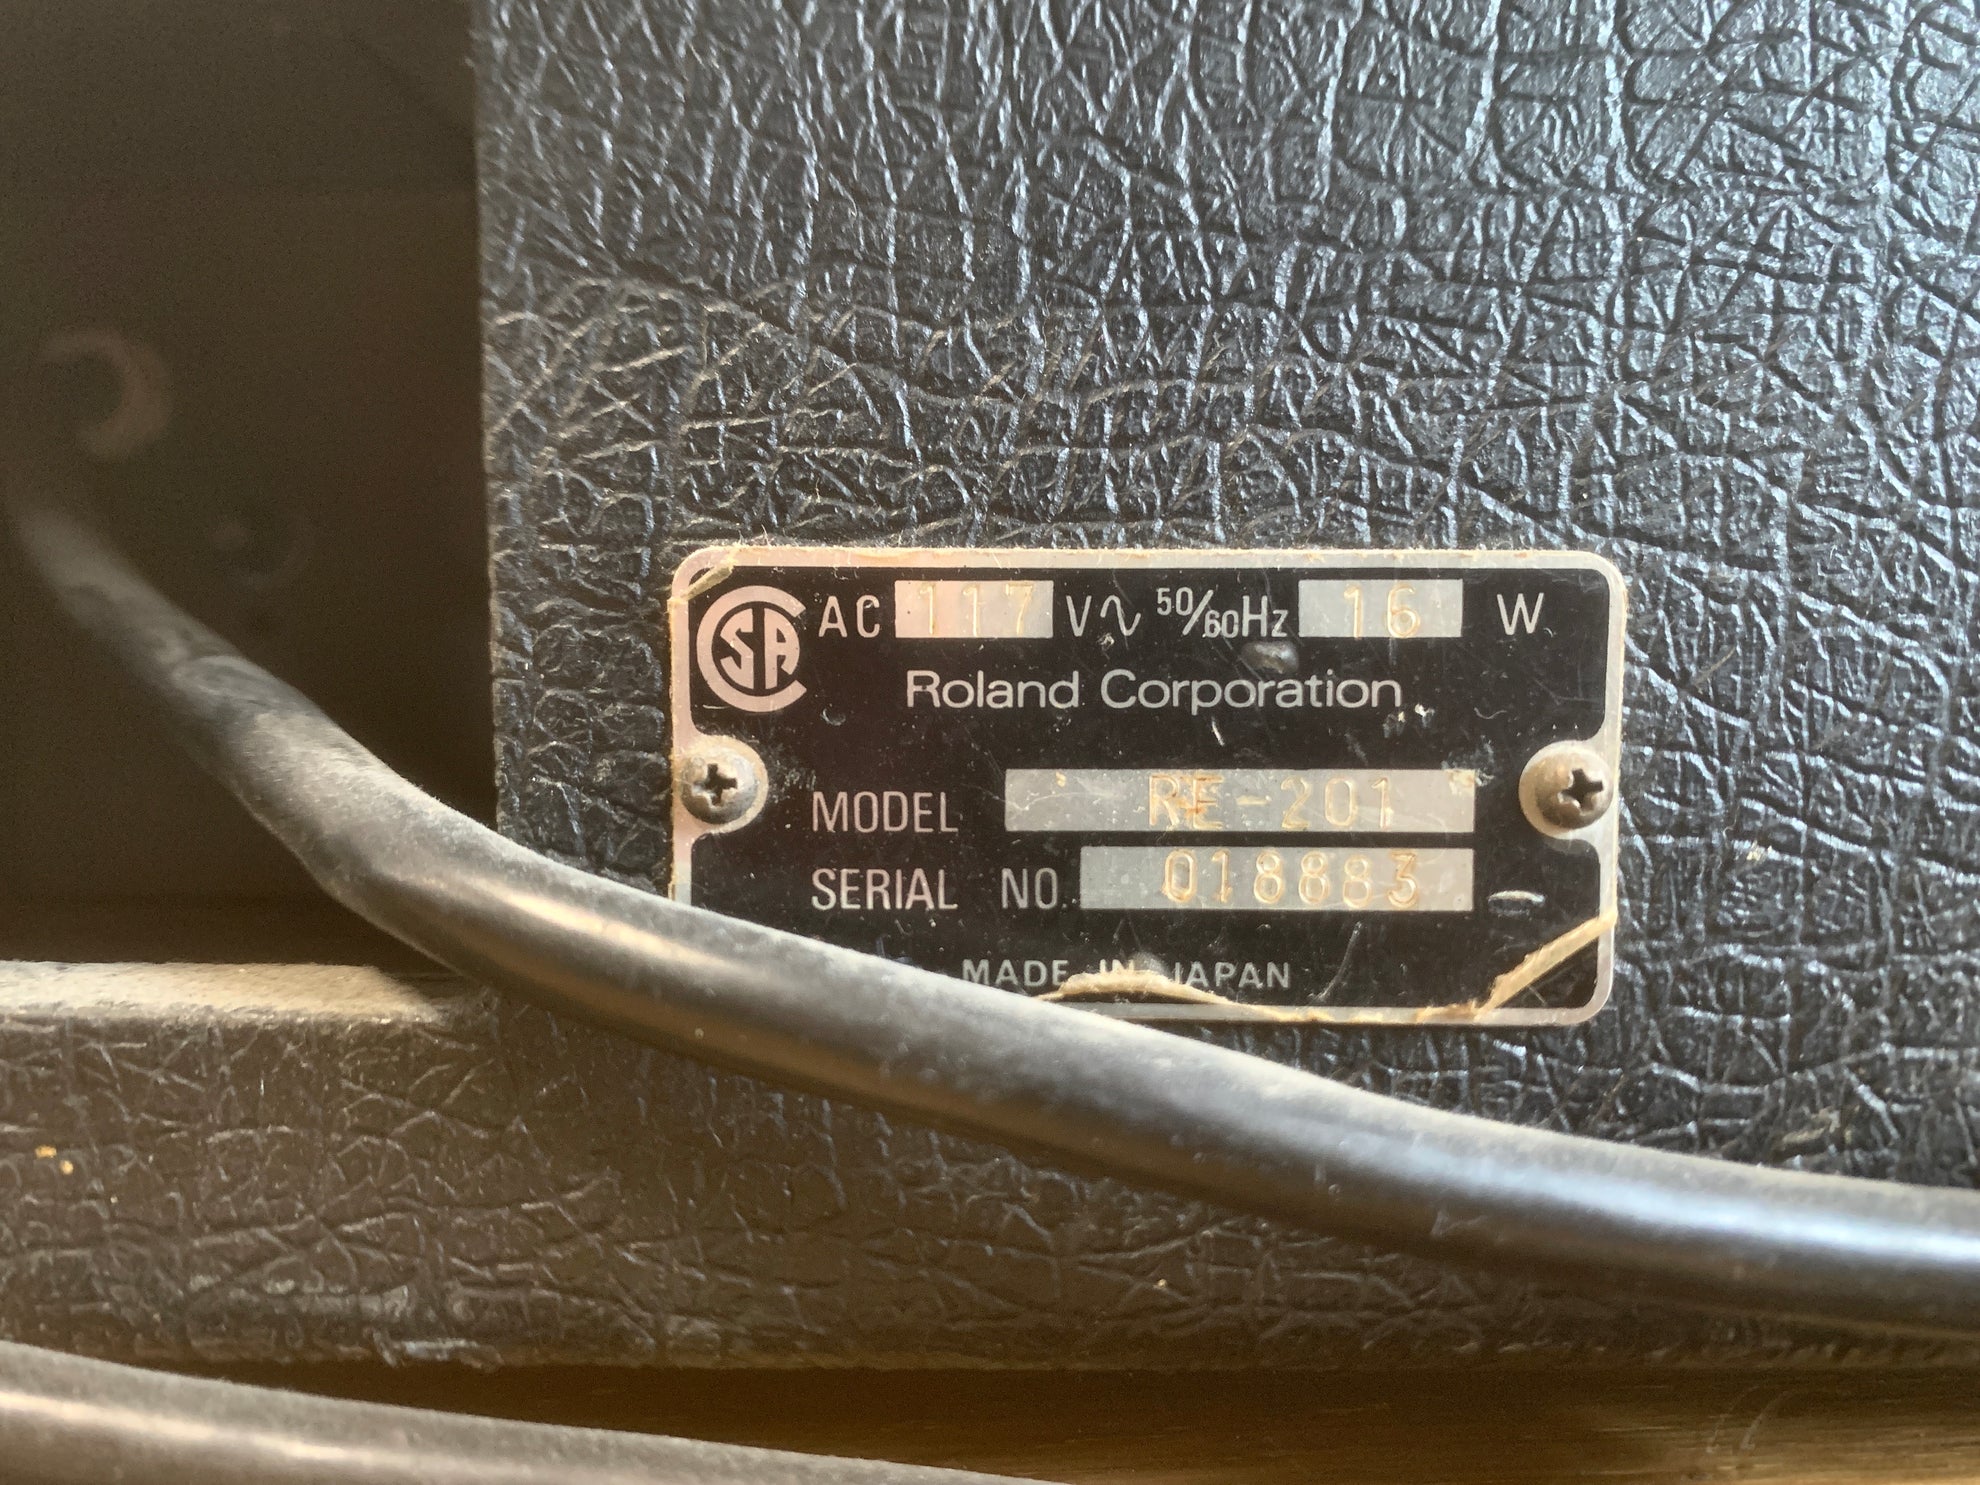 CSA AC 117 V∿ 50/60Hz 16 W
Roland Corporation
MODEL RE-201
SERIAL NO 018883
MADE IN JAPAN